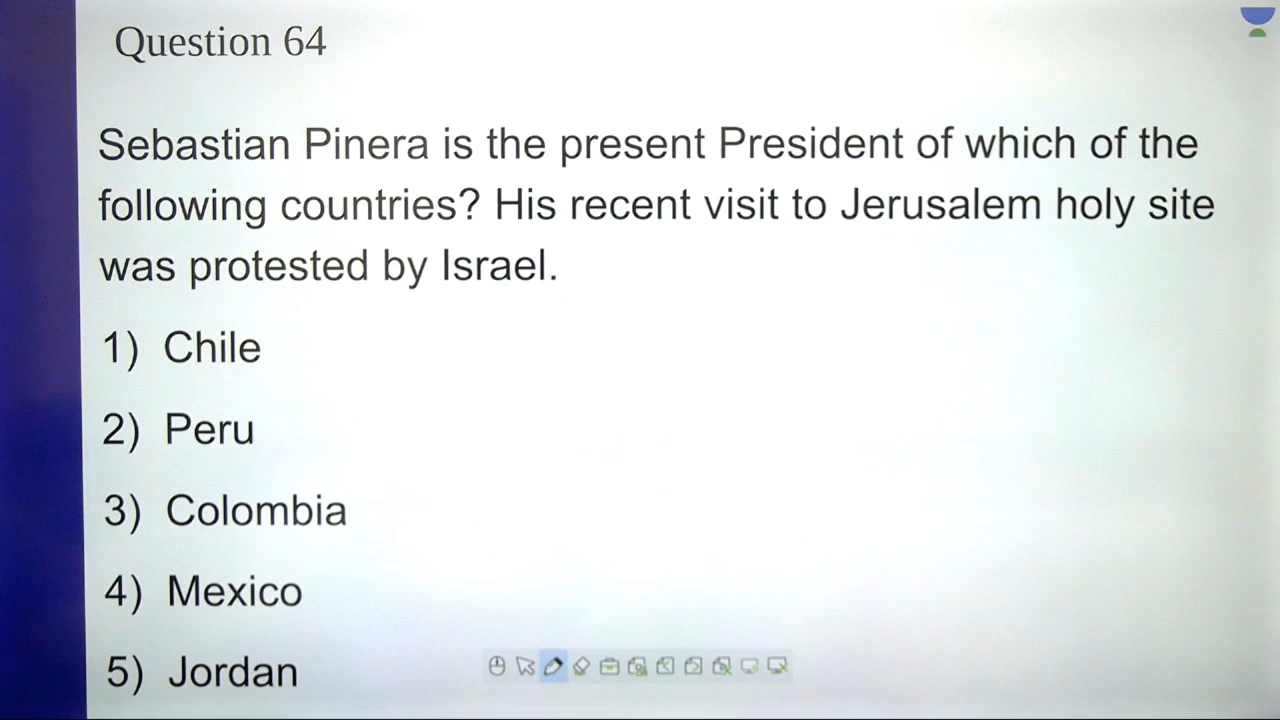 Question 64
Sebastian Pinera is the present President of which of the
following countries? His recent visit to Jerusalem holy site
was protested by Israel.
1) Chile
2) Peru
3) Colombia
4) Mexico
5) Jordan